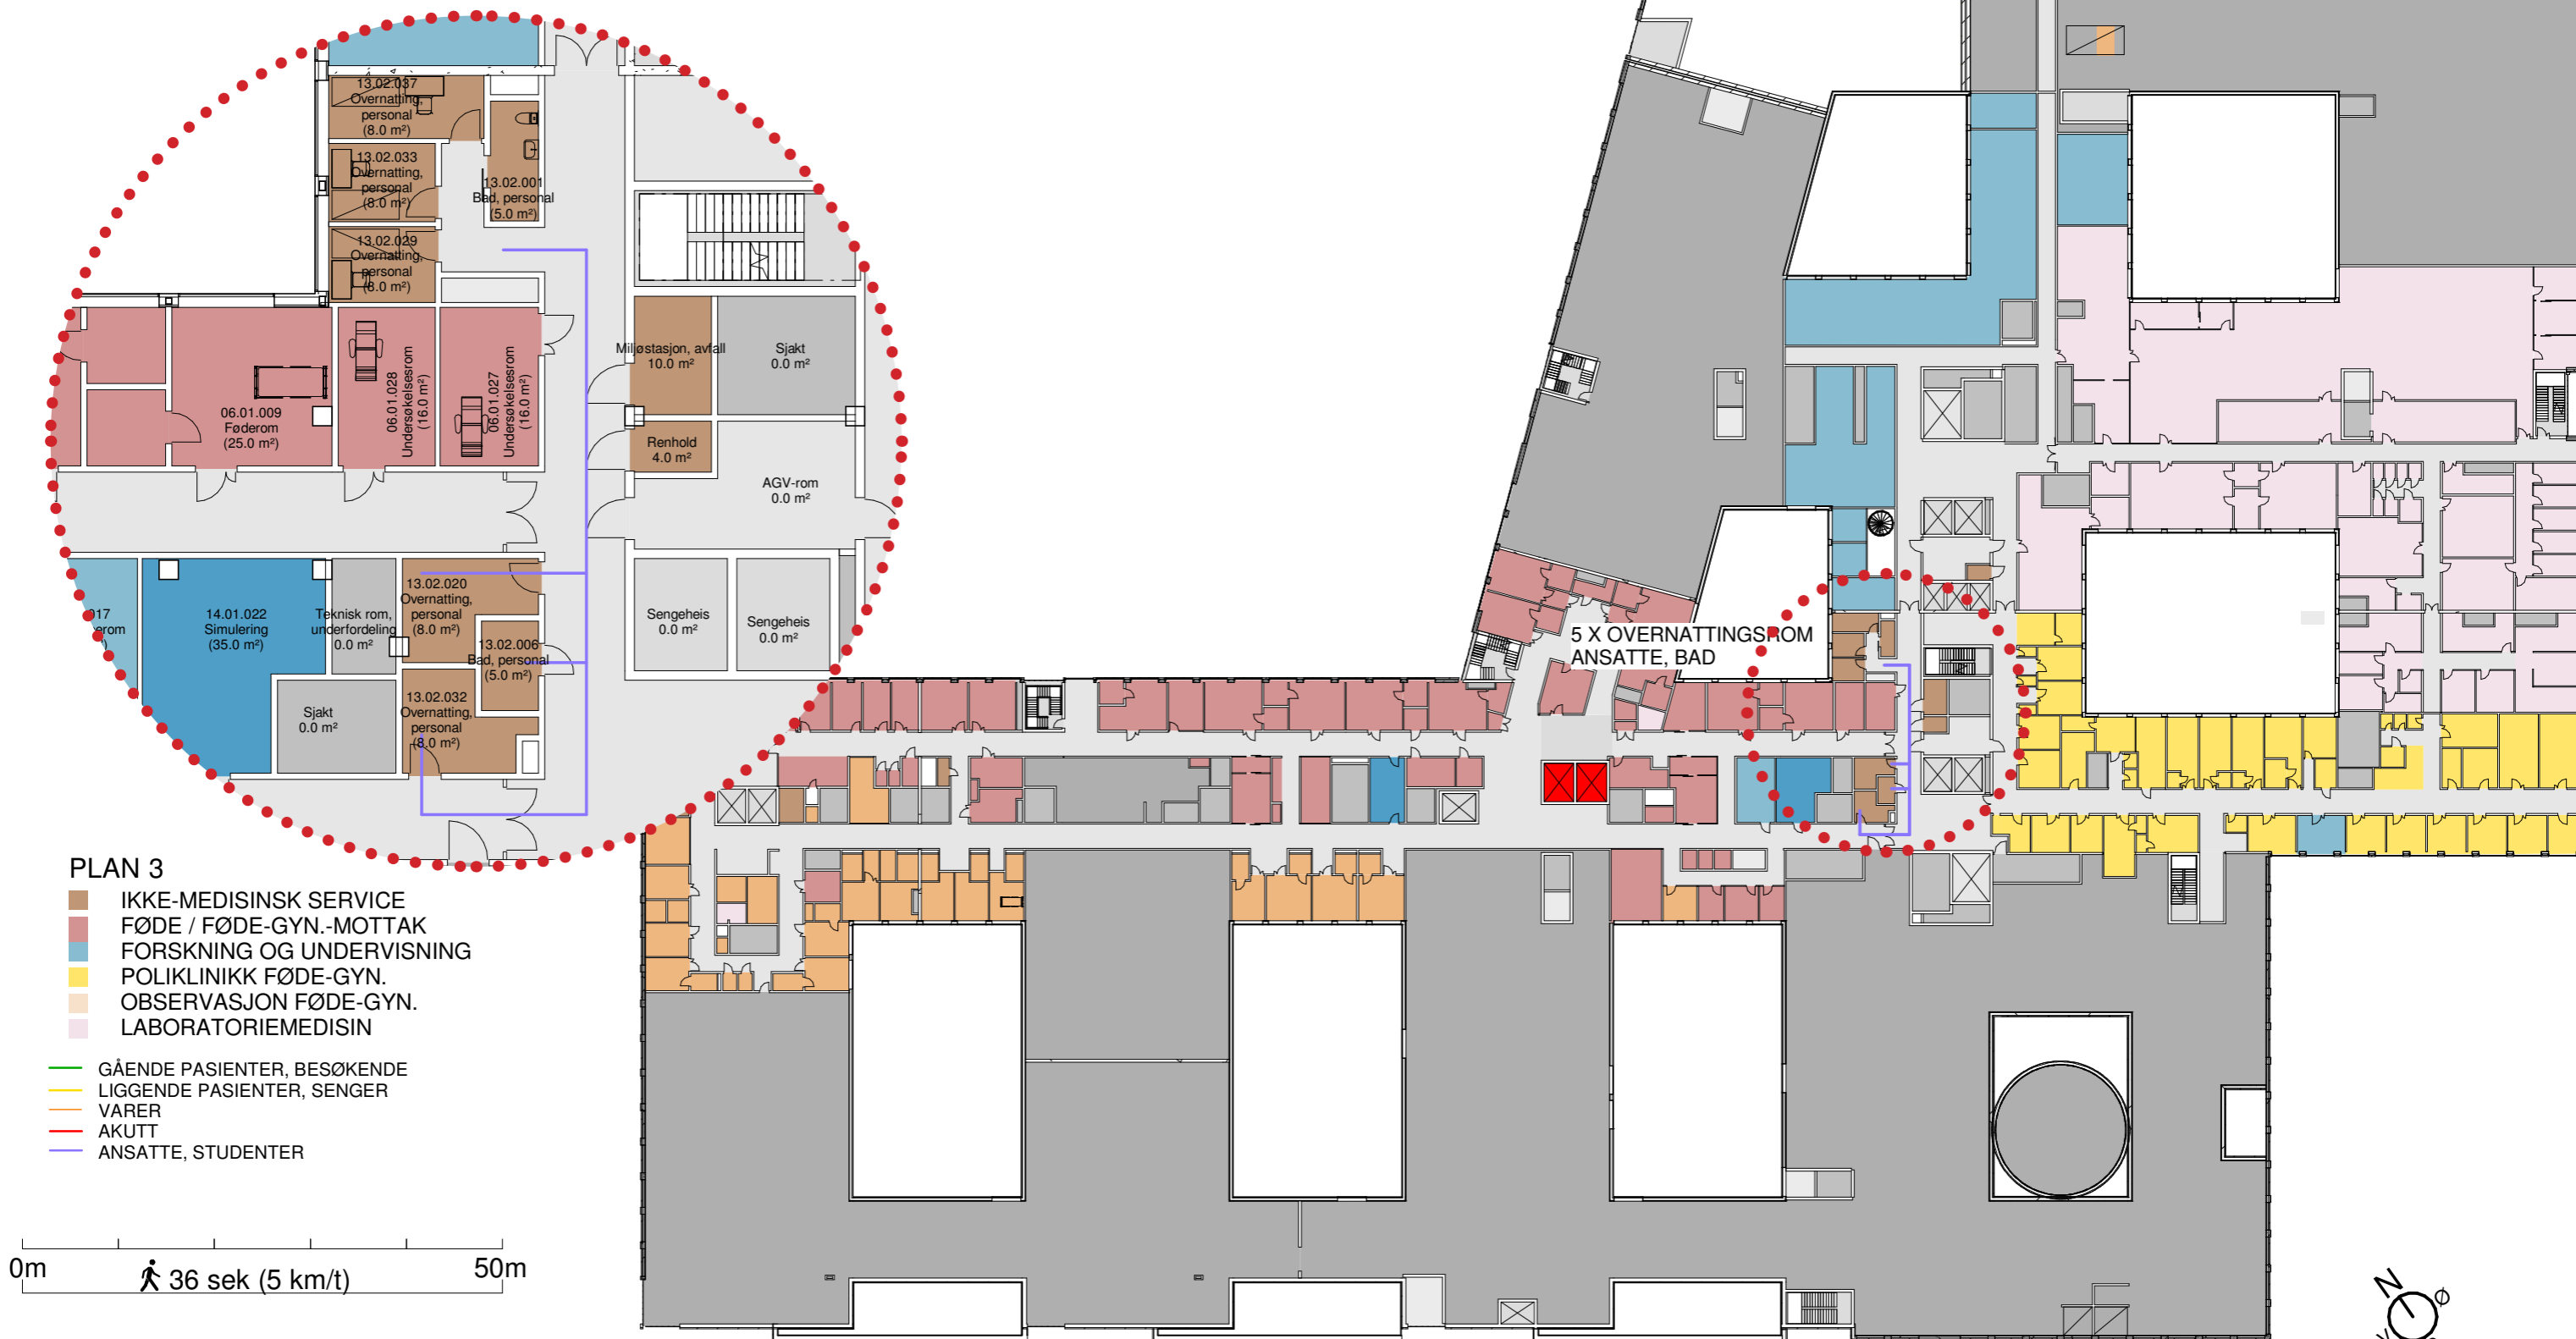 13.02.037
Overnatting,
personal
(8.0 m²)
13.02.033
Overnatting,
personal
(8.0 m²)
13.02.001
Bad, personal
(5.0 m²)
13.02.029
Overnatting,
personal
(8.0 m²)
Miljøstasjon, avfall
10.0 m²
Sjakt
0.0 m²
06.01.009
Føderom
(25.0 m²)
06.01.028
Undersøkelsesrom
(16.0 m²)
06.01.027
Undersøkelsesrom
(16.0 m²)
Renhold
4.0 m²
AGV-rom
0.0 m²
14.01.022
Simulering
(35.0 m²)
Teknisk rom,
underfordeling
0.0 m²
13.02.020
Overnatting,
personal
(8.0 m²)
13.02.006
Bad, personal
(5.0 m²)
Sengeheis
0.0 m²
Sengeheis
0.0 m²
Sjakt
0.0 m²
13.02.032
Overnatting,
personal
(8.0 m²)
5 X OVERNATTINGSROM
ANSATTE, BAD
PLAN 3
IKKE-MEDISINSK SERVICE
FØDE / FØDE-GYN.-MOTTAK
FORSKNING OG UNDERVISNING
POLIKLINIKK FØDE-GYN.
OBSERVASJON FØDE-GYN.
LABORATORIEMEDISIN
GÅENDE PASIENTER, BESØKENDE
LIGGENDE PASIENTER, SENGER
VARER
AKUTT
ANSATTE, STUDENTER
0m
36 sek (5 km/t)
50m
N
Ø